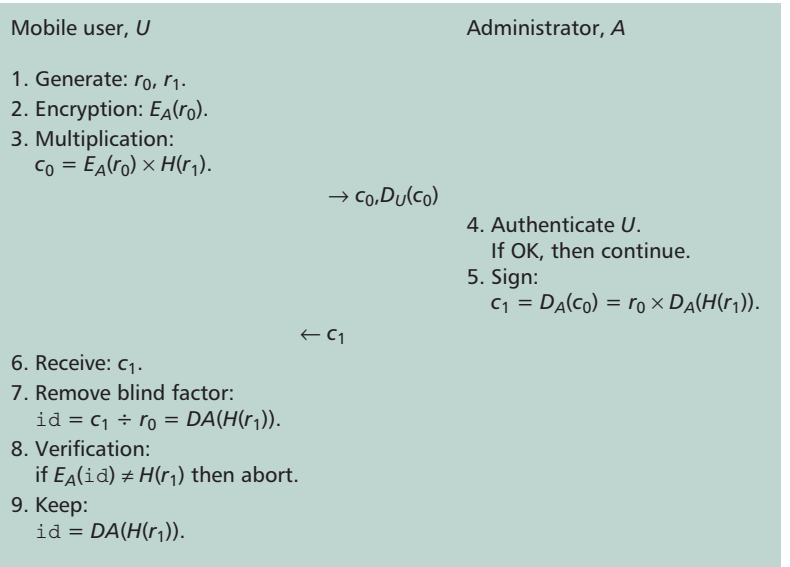 Mobile user, U
Administrator, A
1. Generate: r0, r1.
2. Encryption: EA(r0).
3. Multiplication:
c0 = EA(r0) × H(r1).
→ c0,DU(c0)
4. Authenticate U.
If OK, then continue.
5. Sign:
c1 = DA(c0) = r0 × DA(H(r1)).
← c1
6. Receive: c1.
7. Remove blind factor:
id = c1 ÷ r0 = DA(H(r1)).
8. Verification:
if EA(id) ≠ H(r1) then abort.
9. Keep:
id = DA(H(r1)).